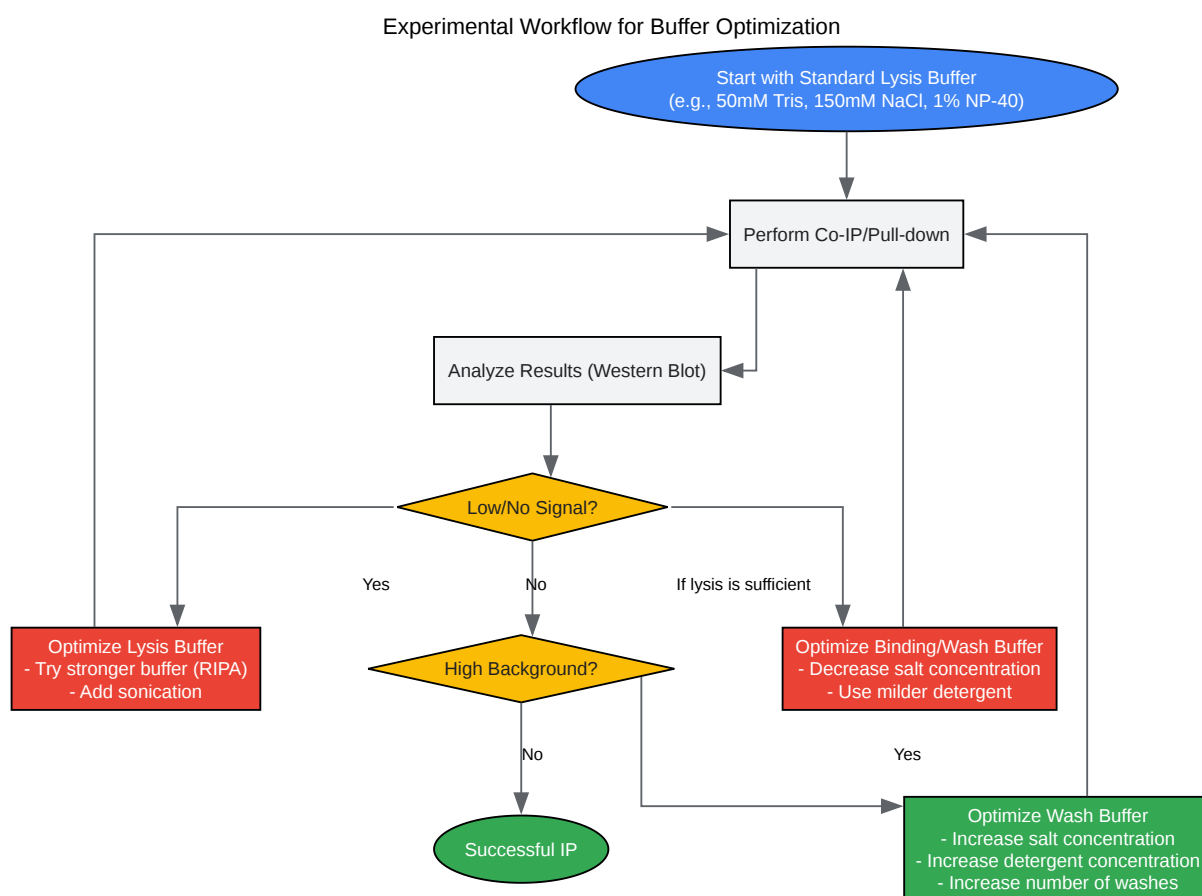 Experimental Workflow for Buffer Optimization
Start with Standard Lysis Buffer
(e.g., 50mM Tris, 150mM NaCl, 1% NP-40)
Perform Co-IP/Pull-down
Analyze Results (Western Blot)
Low/No Signal?
Yes
No
If lysis is sufficient
Optimize Lysis Buffer
- Try stronger buffer (RIPA)
- Add sonication
High Background?
Optimize Binding/Wash Buffer
- Decrease salt concentration
- Use milder detergent
No
Yes
Successful IP
Optimize Wash Buffer
- Increase salt concentration
- Increase detergent concentration
- Increase number of washes